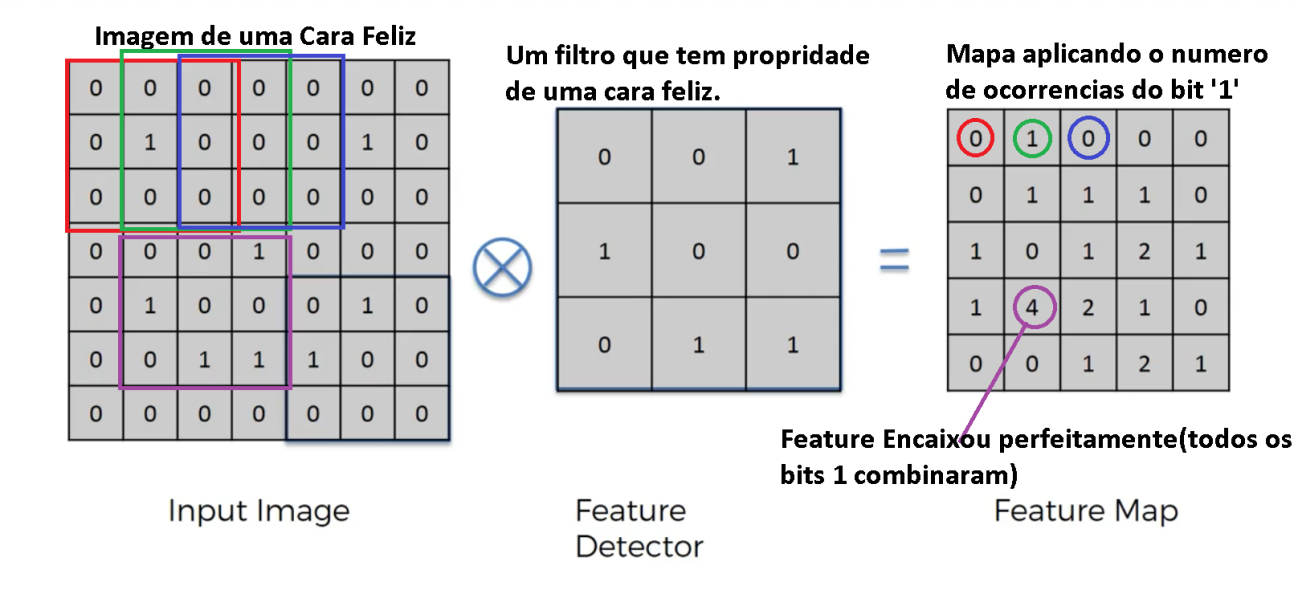 Imagem de uma Cara Feliz
0 0 0 0 0 0 0
0 1 0 0 0 1 0
0 0 0 0 0 0 0
0 0 0 1 0 0 0
0 1 0 0 0 1 0
0 0 1 1 1 0 0
0 0 0 0 0 0 0
Input Image
Um filtro que tem propridade
de uma cara feliz.
0 0 1
1 0 0
0 1 1
Feature
Detector
=
Mapa aplicando o numero
de ocorrencias do bit '1'
0 1 0 0 0
0 1 1 1 0
1 0 1 2 1
1 4 2 1 0
0 0 1 2 1
Feature Encaixou perfeitamente(todos os
bits 1 combinaram)
Feature Map